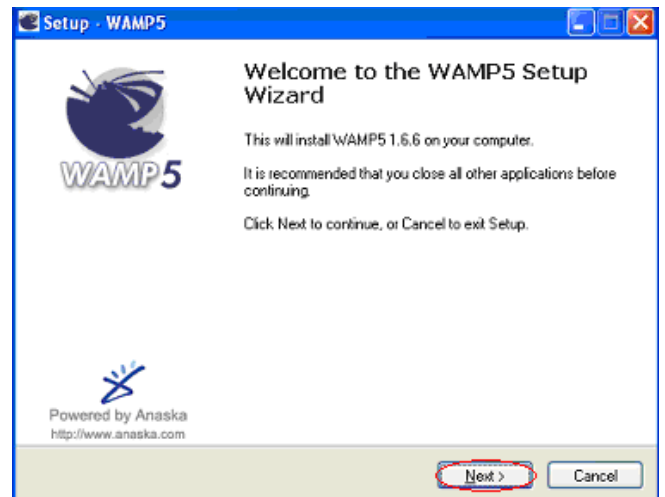 Setup - WAMP5
Welcome to the WAMP5 Setup
Wizard
This will install WAMP5 1.6.6 on your computer.
It is recommended that you close all other applications before
continuing.
Click Next to continue, or Cancel to exit Setup.
WAMP5
Powered by Anaska
http://www.anaska.com
Next >
Cancel